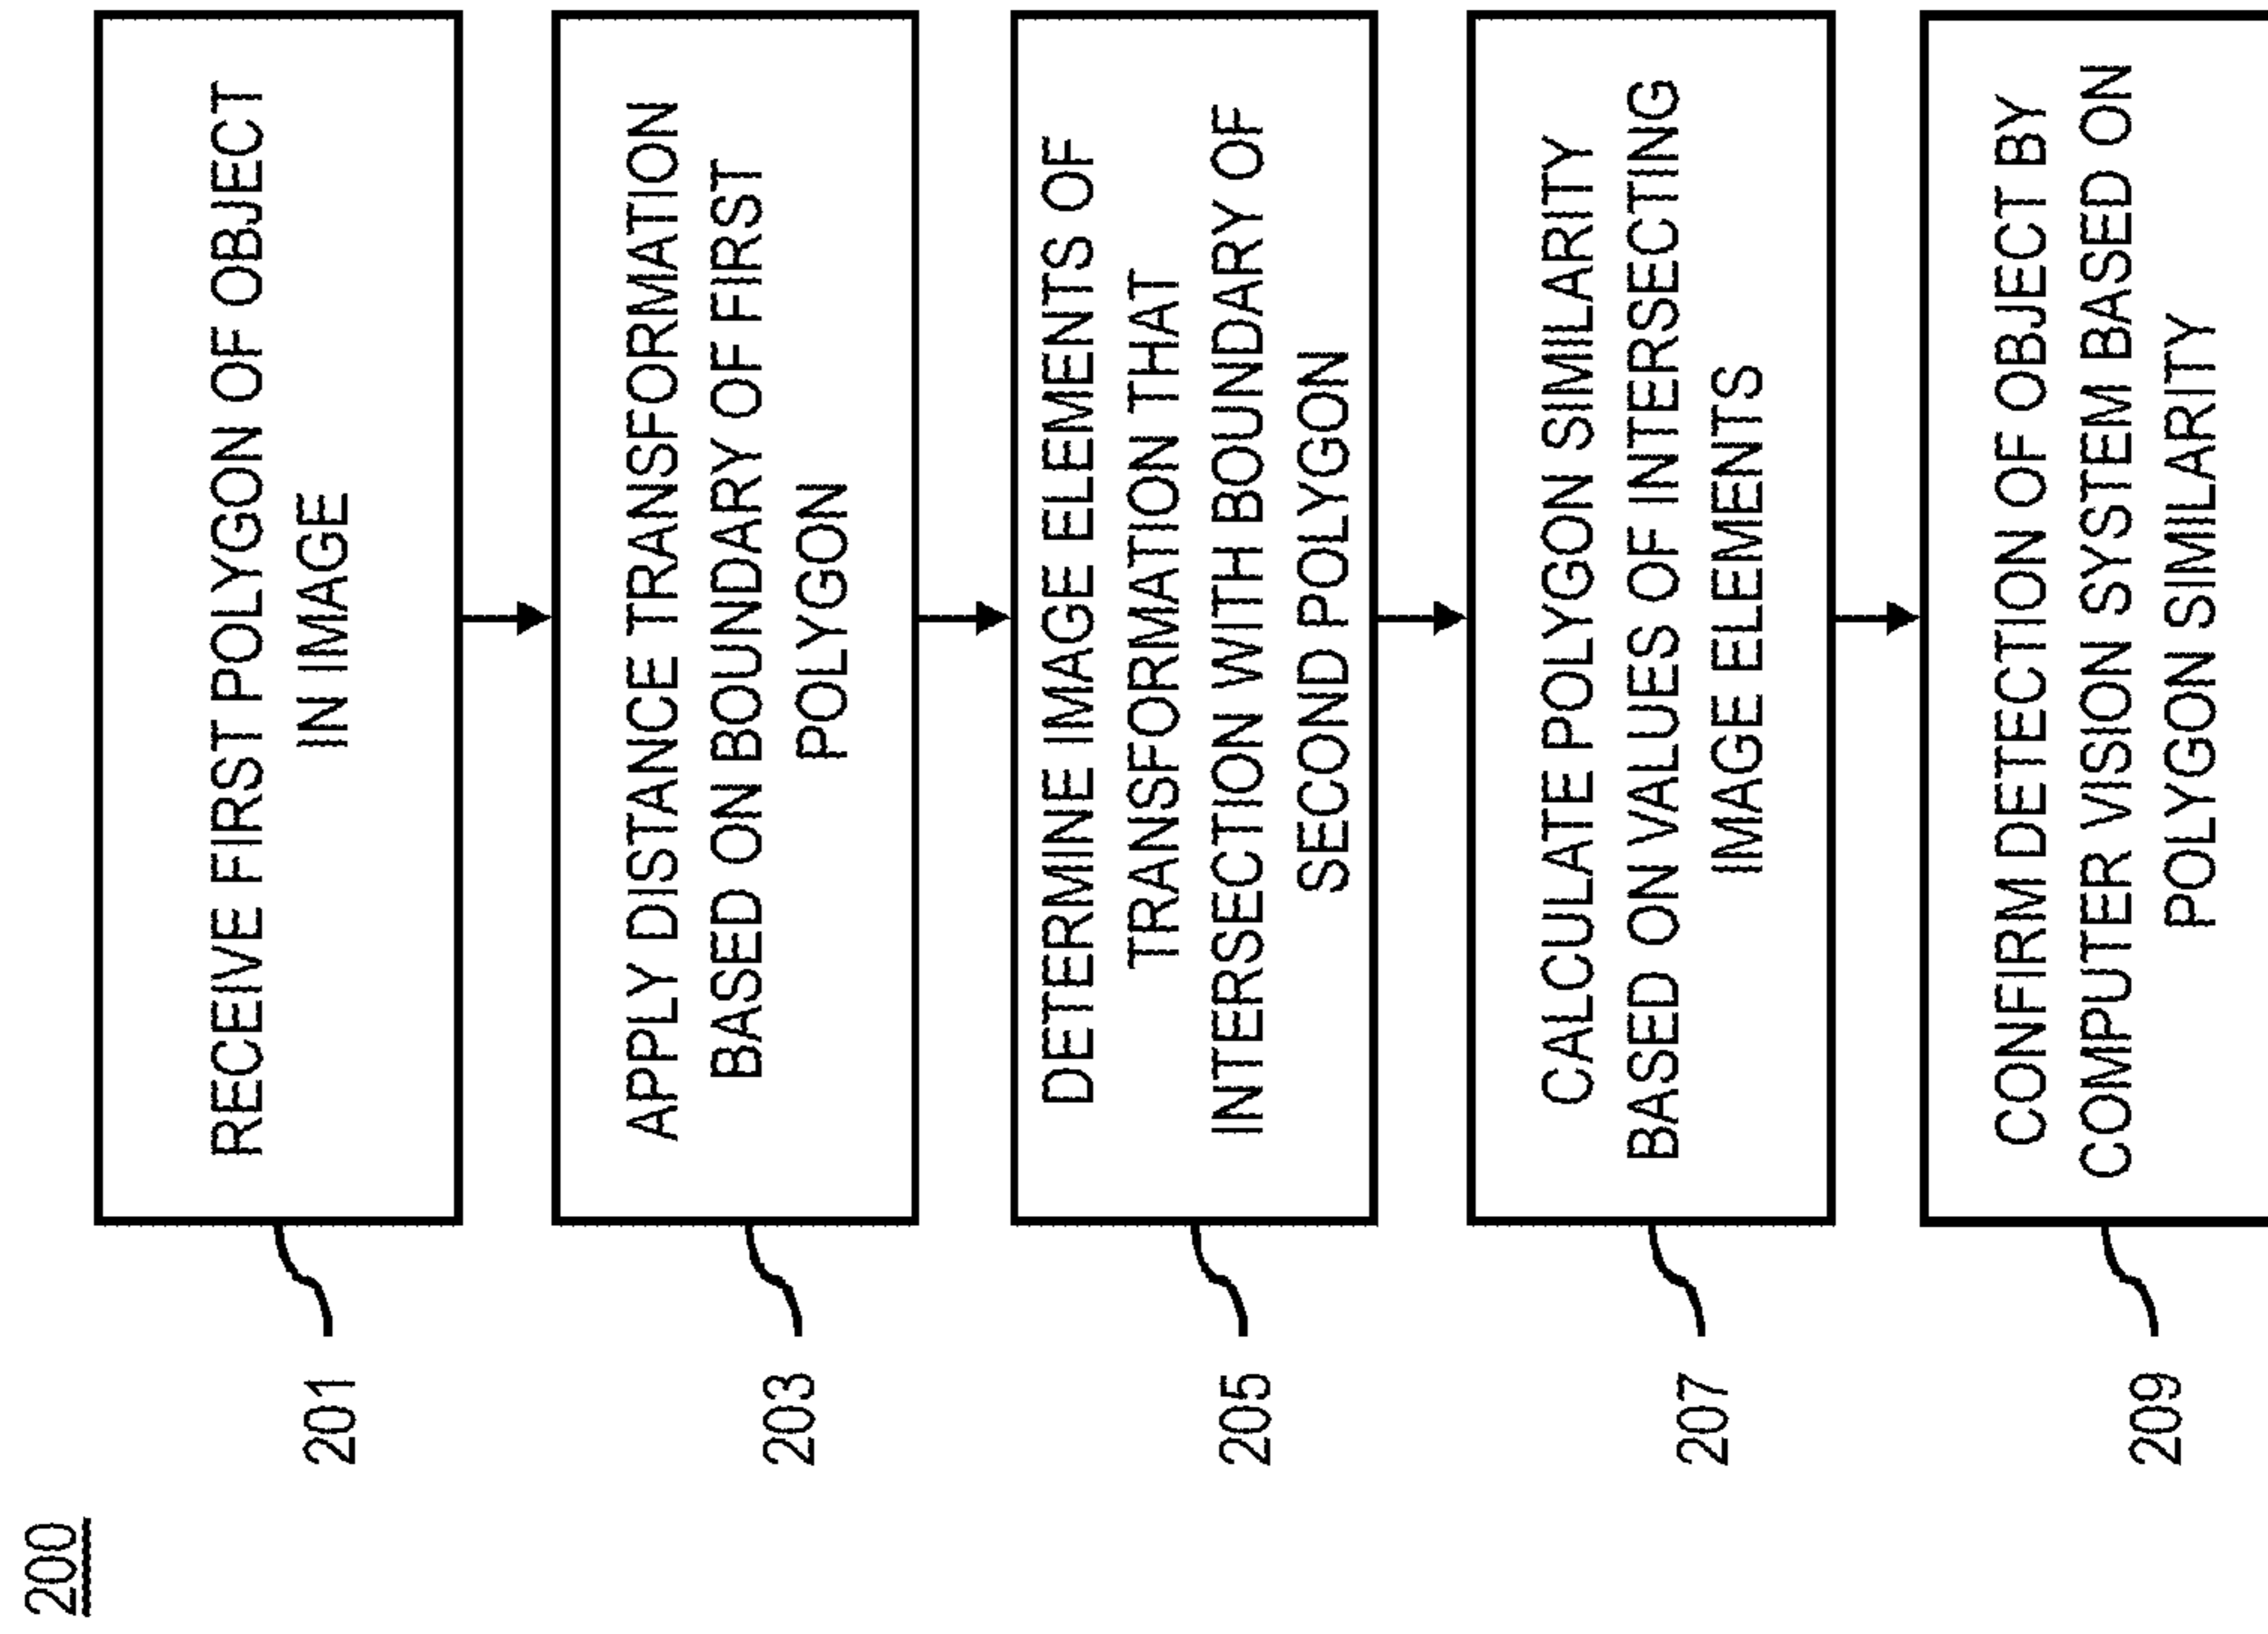 200
201
RECEIVE FIRST POLYGON OF OBJECT
IN IMAGE
203
APPLY DISTANCE TRANSFORMATION
BASED ON BOUNDARY OF FIRST
POLYGON
205
DETERMINE IMAGE ELEMENTS OF
TRANSFORMATION THAT
INTERSECTION WITH BOUNDARY OF
SECOND POLYGON
207
CALCULATE POLYGON SIMILARITY
BASED ON VALUES OF INTERSECTING
IMAGE ELEMENTS
209
CONFIRM DETECTION OF OBJECT BY
COMPUTER VISION SYSTEM BASED ON
POLYGON SIMILARITY